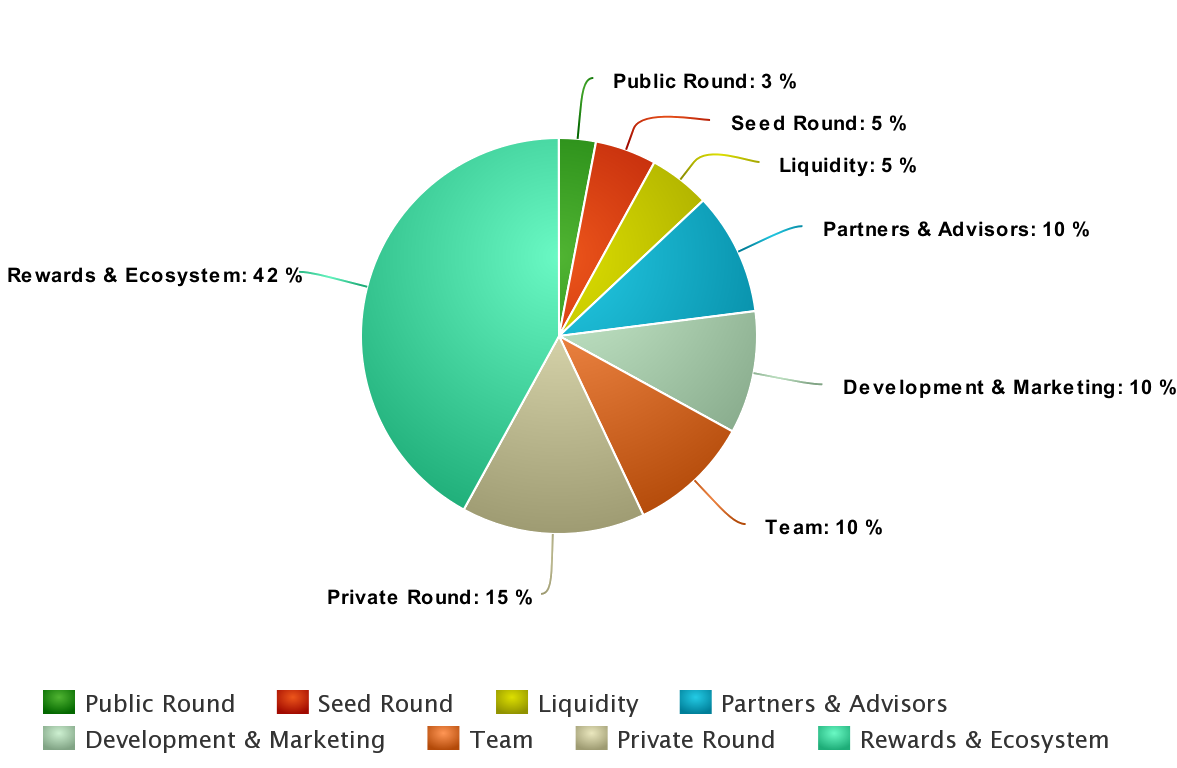 Public Round: 3 %
Seed Round: 5 %
Liquidity: 5 %
Partners & Advisors: 10 %
Rewards & Ecosystem: 42 %
Development & Marketing: 10 %
Team: 10 %
Private Round: 15 %
Public Round Seed Round Liquidity Partners & Advisors
Development & Marketing Team Private Round Rewards & Ecosystem